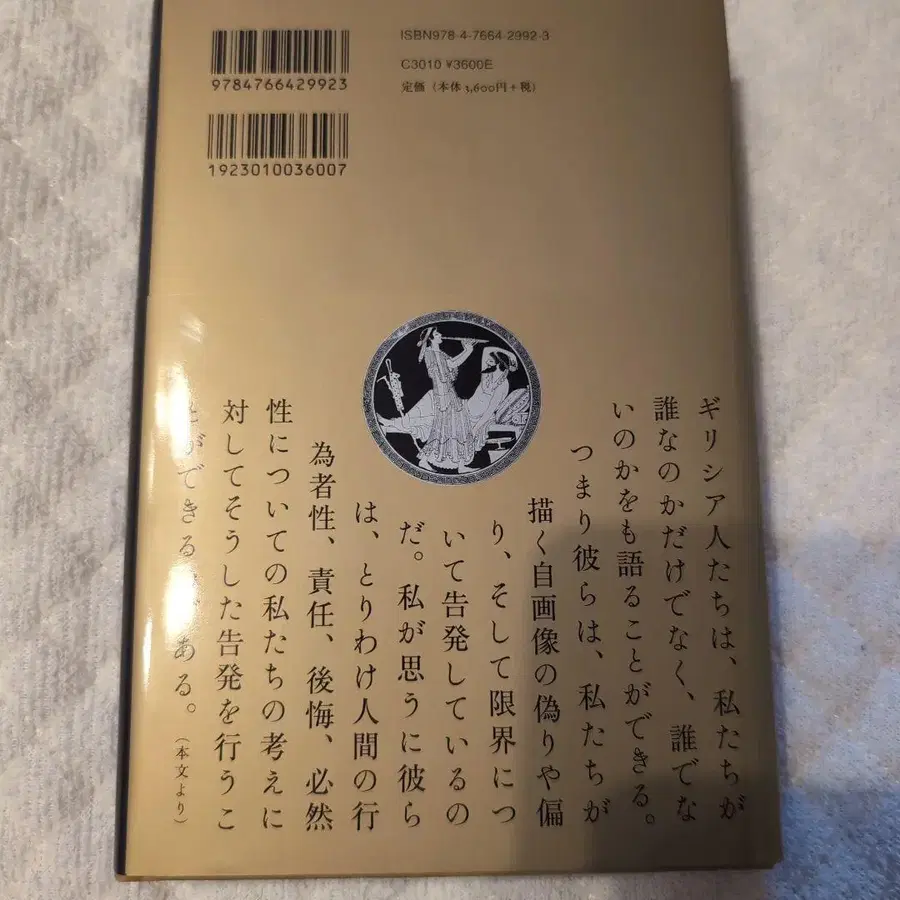 ISBN978-4-7664-2992-3
C3010 ¥3600E
定価（本体 3,600円＋税）
9784766429923
1923010036007
ギリシア人たちは、私たちが
誰なのかだけでなく、誰でな
いのかをも語ることができる。
つまり彼らは、私たちが
描く自画像の偽りや偏
り、そして限界につ
いて告発しているの
だ。私が思うに彼ら
は、とりわけ人間の行
為者性、責任、後悔、必然
性についての私たちの考えに
対してそうした告発を行うこ
とができるある。
（本文より）